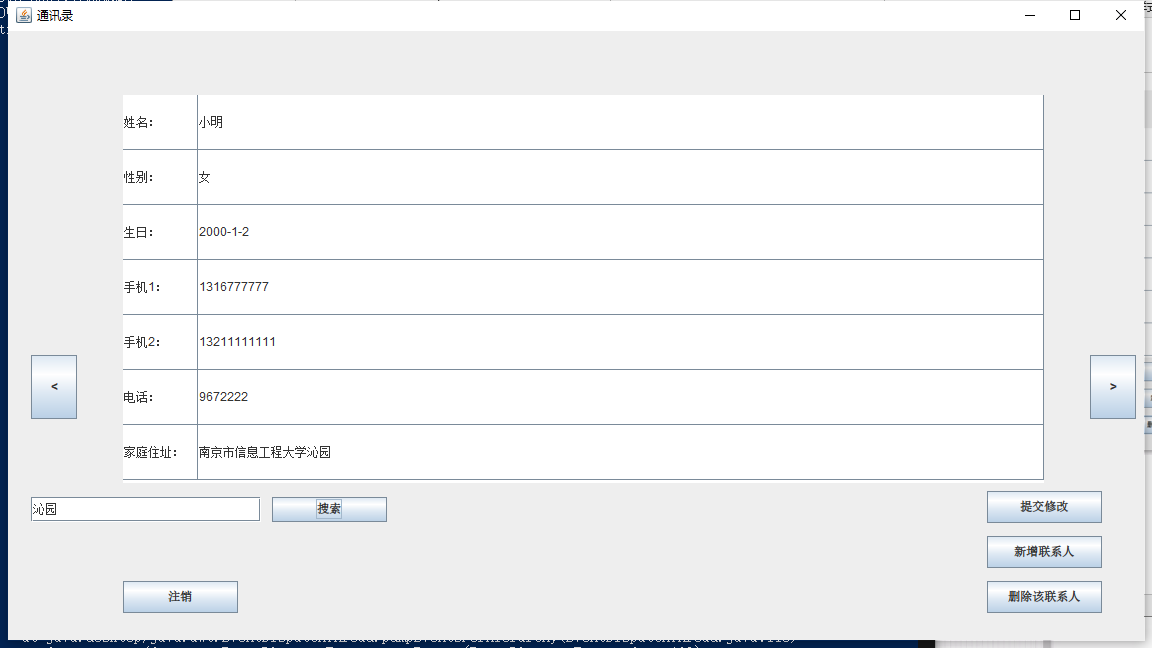 通讯录
姓名： 小明
性别： 女
生日： 2000-1-2
手机1： 1316777777
手机2： 13211111111
电话： 9672222
家庭住址： 南京市信息工程大学沁园
<
>
沁园 搜索
提交修改
新增联系人
注销 删除该联系人